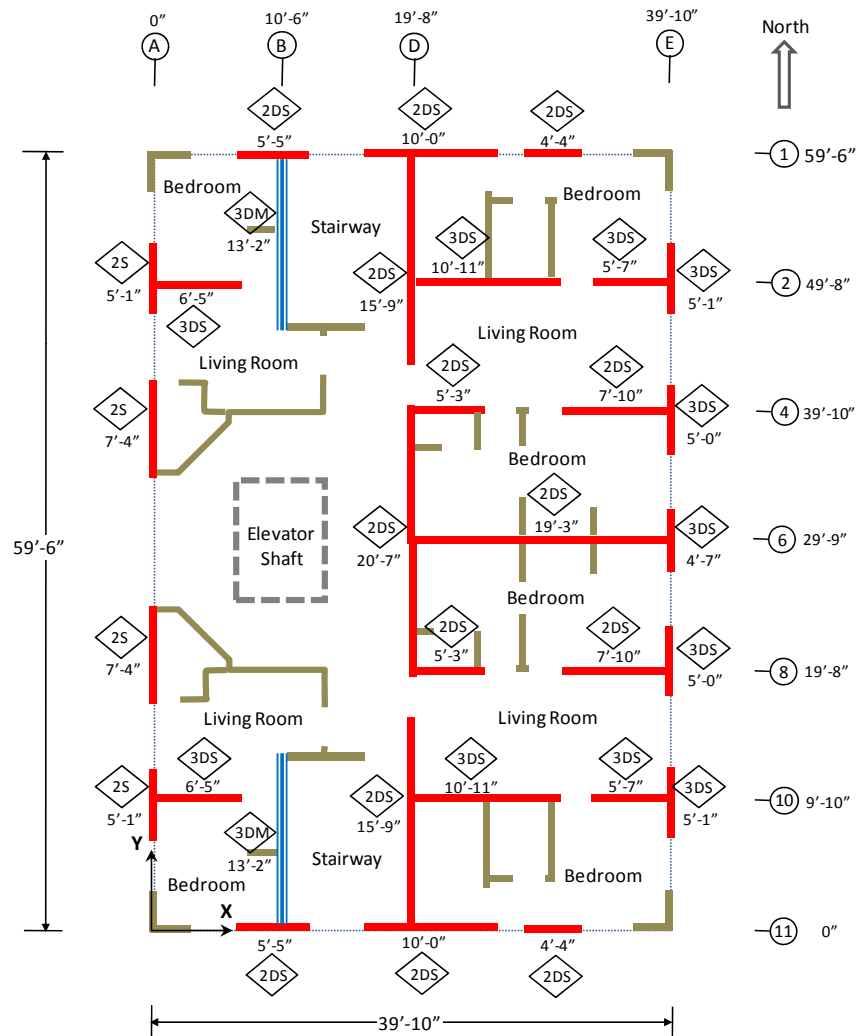 0” 10’-6” 19’-8” 39’-10”
A B D E
North
2DS 2DS 2DS
5’-5” 10’-0” 4’-4”
1 59’-6”
Bedroom Bedroom
3DM
13’-2”
Stairway
3DS
10’-11”
3DS
5’-7”
2S
5’-1”
6’-5”
3DS
2DS
15’-9”
3DS
5’-1”
2 49’-8”
Living Room
Living Room
2DS
5’-3”
2DS
7’-10”
2S
7’-4”
3DS
5’-0”
4 39’-10”
Bedroom
2DS
19’-3”
59’-6”
Elevator
Shaft
2DS
20’-7”
3DS
4’-7”
6 29’-9”
Bedroom
2S
7’-4”
2DS
5’-3”
2DS
7’-10”
3DS
5’-0”
8 19’-8”
Living Room Living Room
3DS
6’-5”
3DS
10’-11”
3DS
5’-7”
2S
5’-1”
2DS
15’-9”
3DS
5’-1”
10 9’-10”
3DM
13’-2”
Y
Stairway
Bedroom Bedroom
X
11 0”
5’-5” 10’-0” 4’-4”
2DS 2DS 2DS
39’-10”